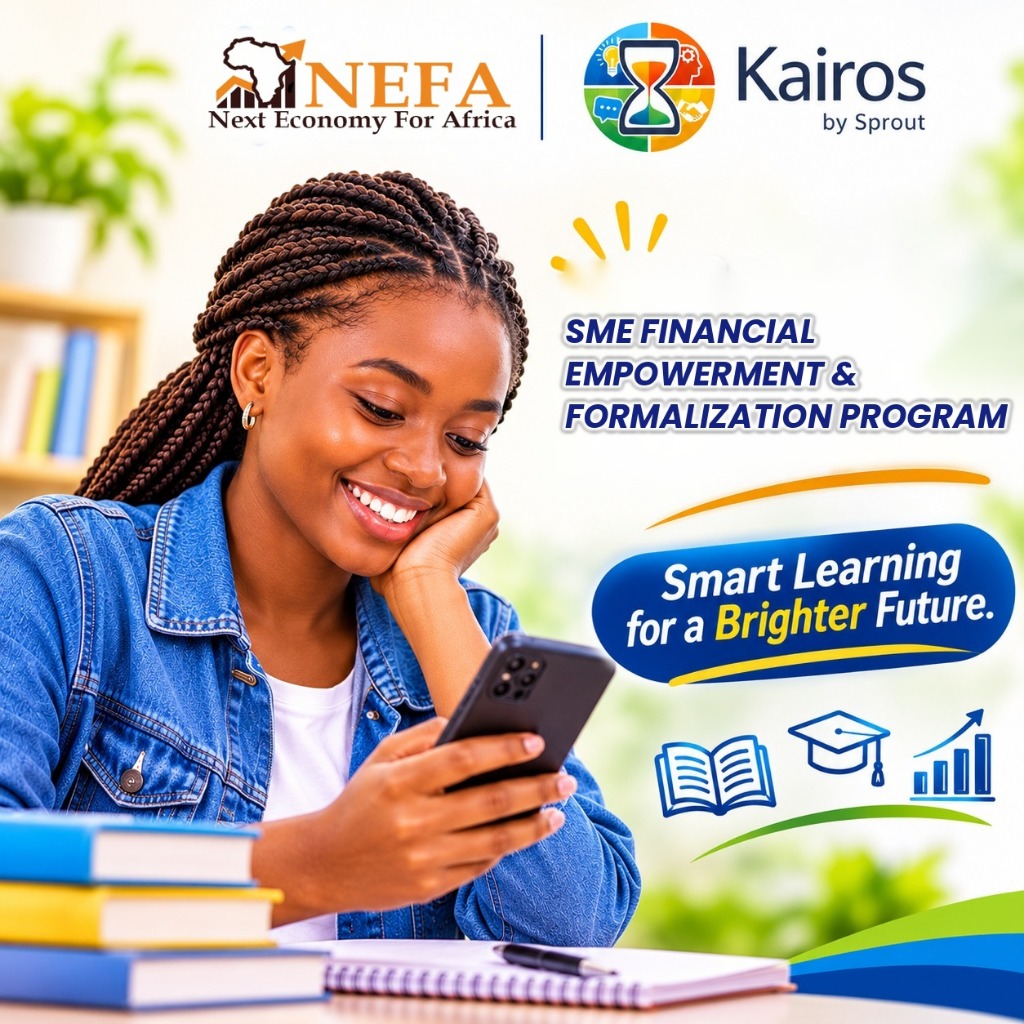 NEFA
Next Economy For Africa
Kairos
by Sprout
SME FINANCIAL
EMPOWERMENT &
FORMALIZATION PROGRAM
Smart Learning
for a Brighter Future.